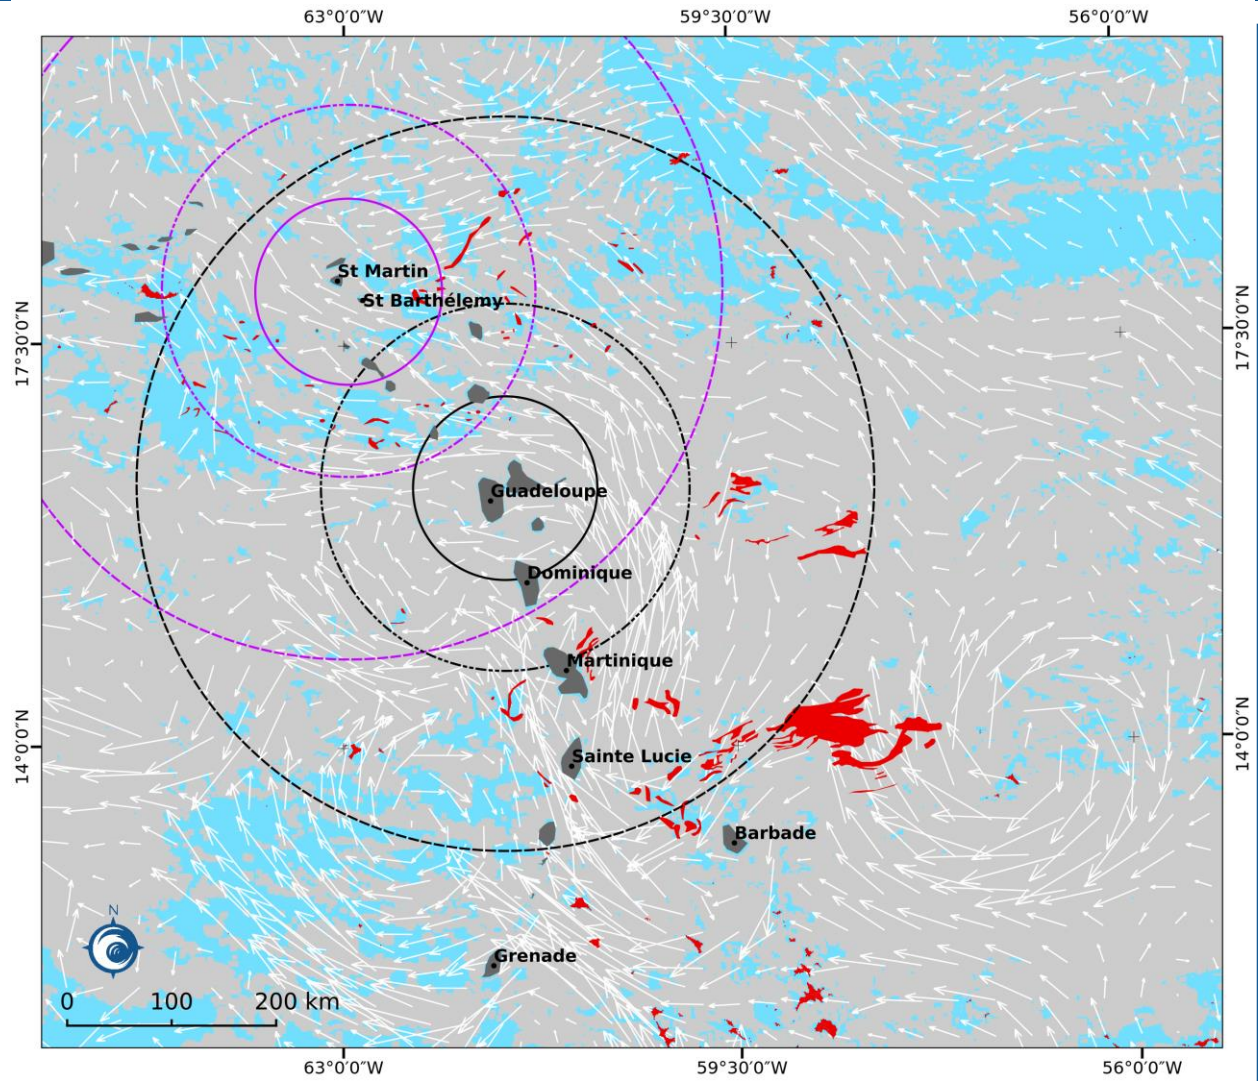 63°0'0"W 59°30'0"W 56°0'0"W
St Martin
St Barthélemy
17°30'0"N 17°30'0"N
Guadeloupe
Dominique
Martinique
14°0'0"N 14°0'0"N
Sainte Lucie
Barbade
N
Grenade
0 100 200 km
63°0'0"W 59°30'0"W 56°0'0"W